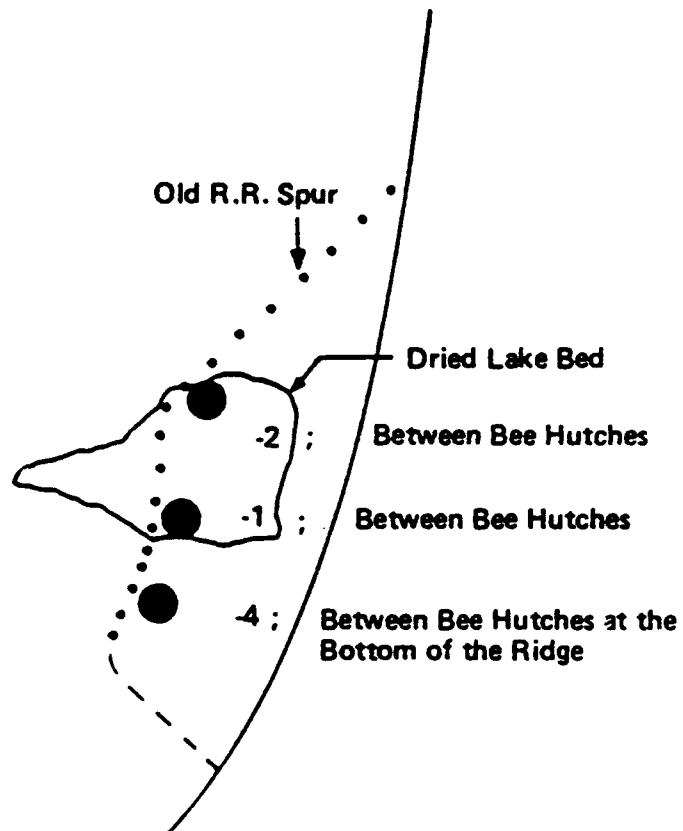 Old R.R. Spur
Dried Lake Bed
-2 ; Between Bee Hutches
-1 ; Between Bee Hutches
-4 ; Between Bee Hutches at the
Bottom of the Ridge